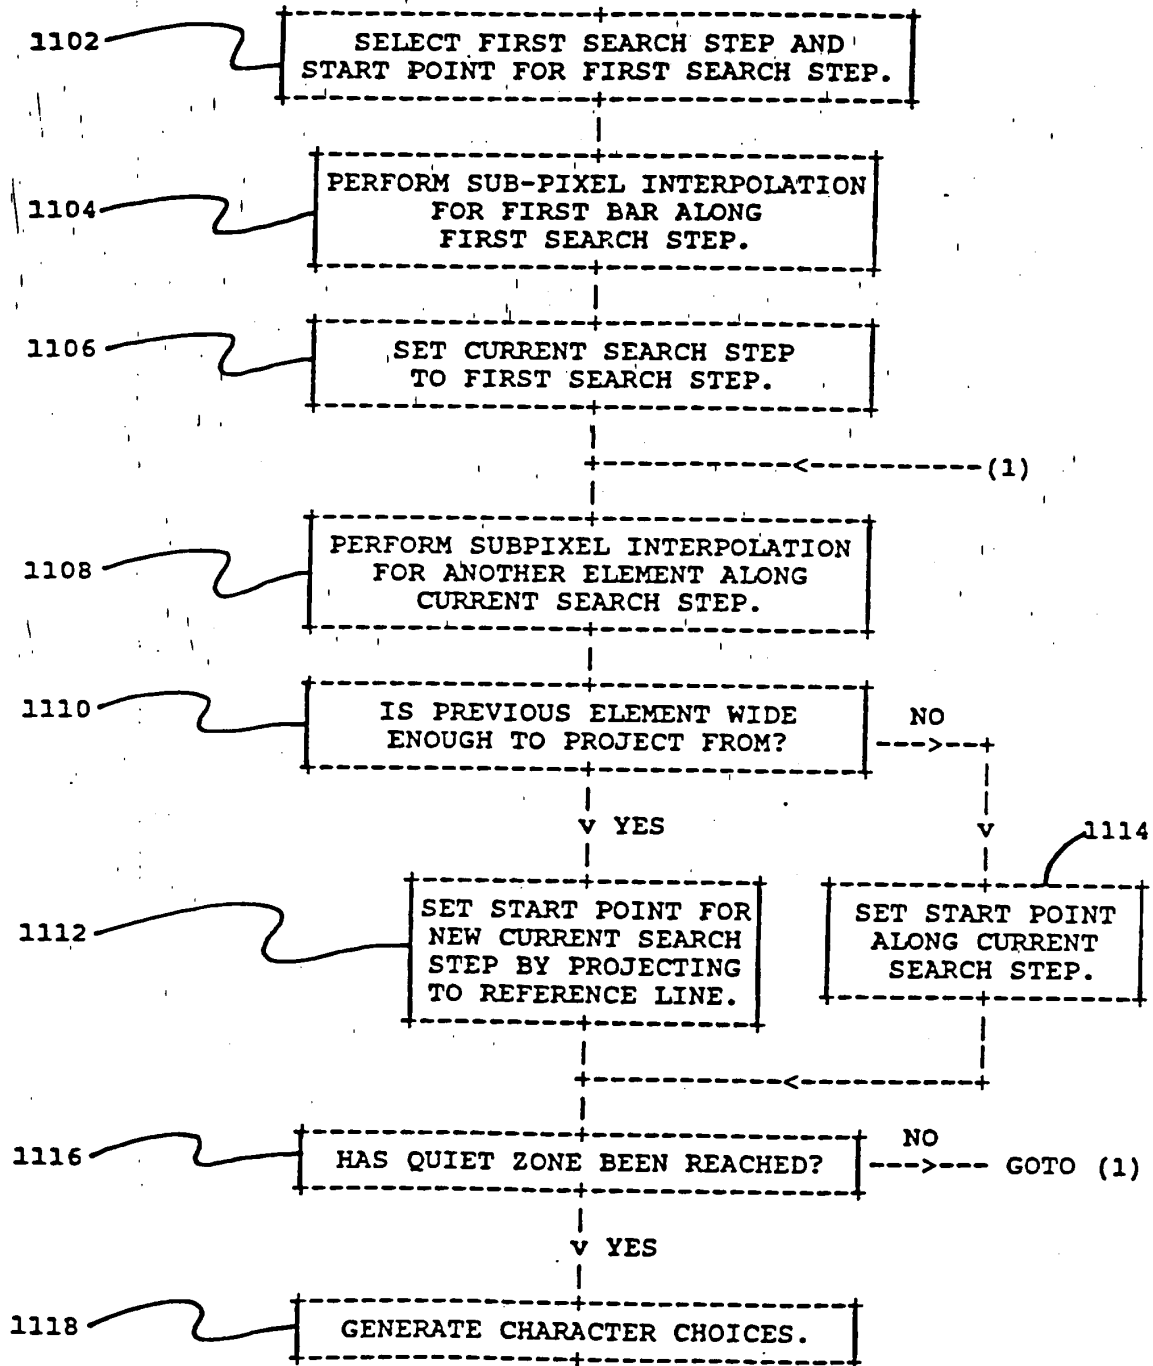 1102
SELECT FIRST SEARCH STEP AND
START POINT FOR FIRST SEARCH STEP.
1104
PERFORM SUB-PIXEL INTERPOLATION
FOR FIRST BAR ALONG
FIRST SEARCH STEP.
1106
SET CURRENT SEARCH STEP
TO FIRST SEARCH STEP.
(1)
1108
PERFORM SUBPIXEL INTERPOLATION
FOR ANOTHER ELEMENT ALONG
CURRENT SEARCH STEP.
1110
IS PREVIOUS ELEMENT WIDE
ENOUGH TO PROJECT FROM?
NO
YES
1114
1112
SET START POINT FOR
NEW CURRENT SEARCH
STEP BY PROJECTING
TO REFERENCE LINE.
SET START POINT
ALONG CURRENT
SEARCH STEP.
1116
HAS QUIET ZONE BEEN REACHED?
NO
GOTO (1)
YES
1118
GENERATE CHARACTER CHOICES.